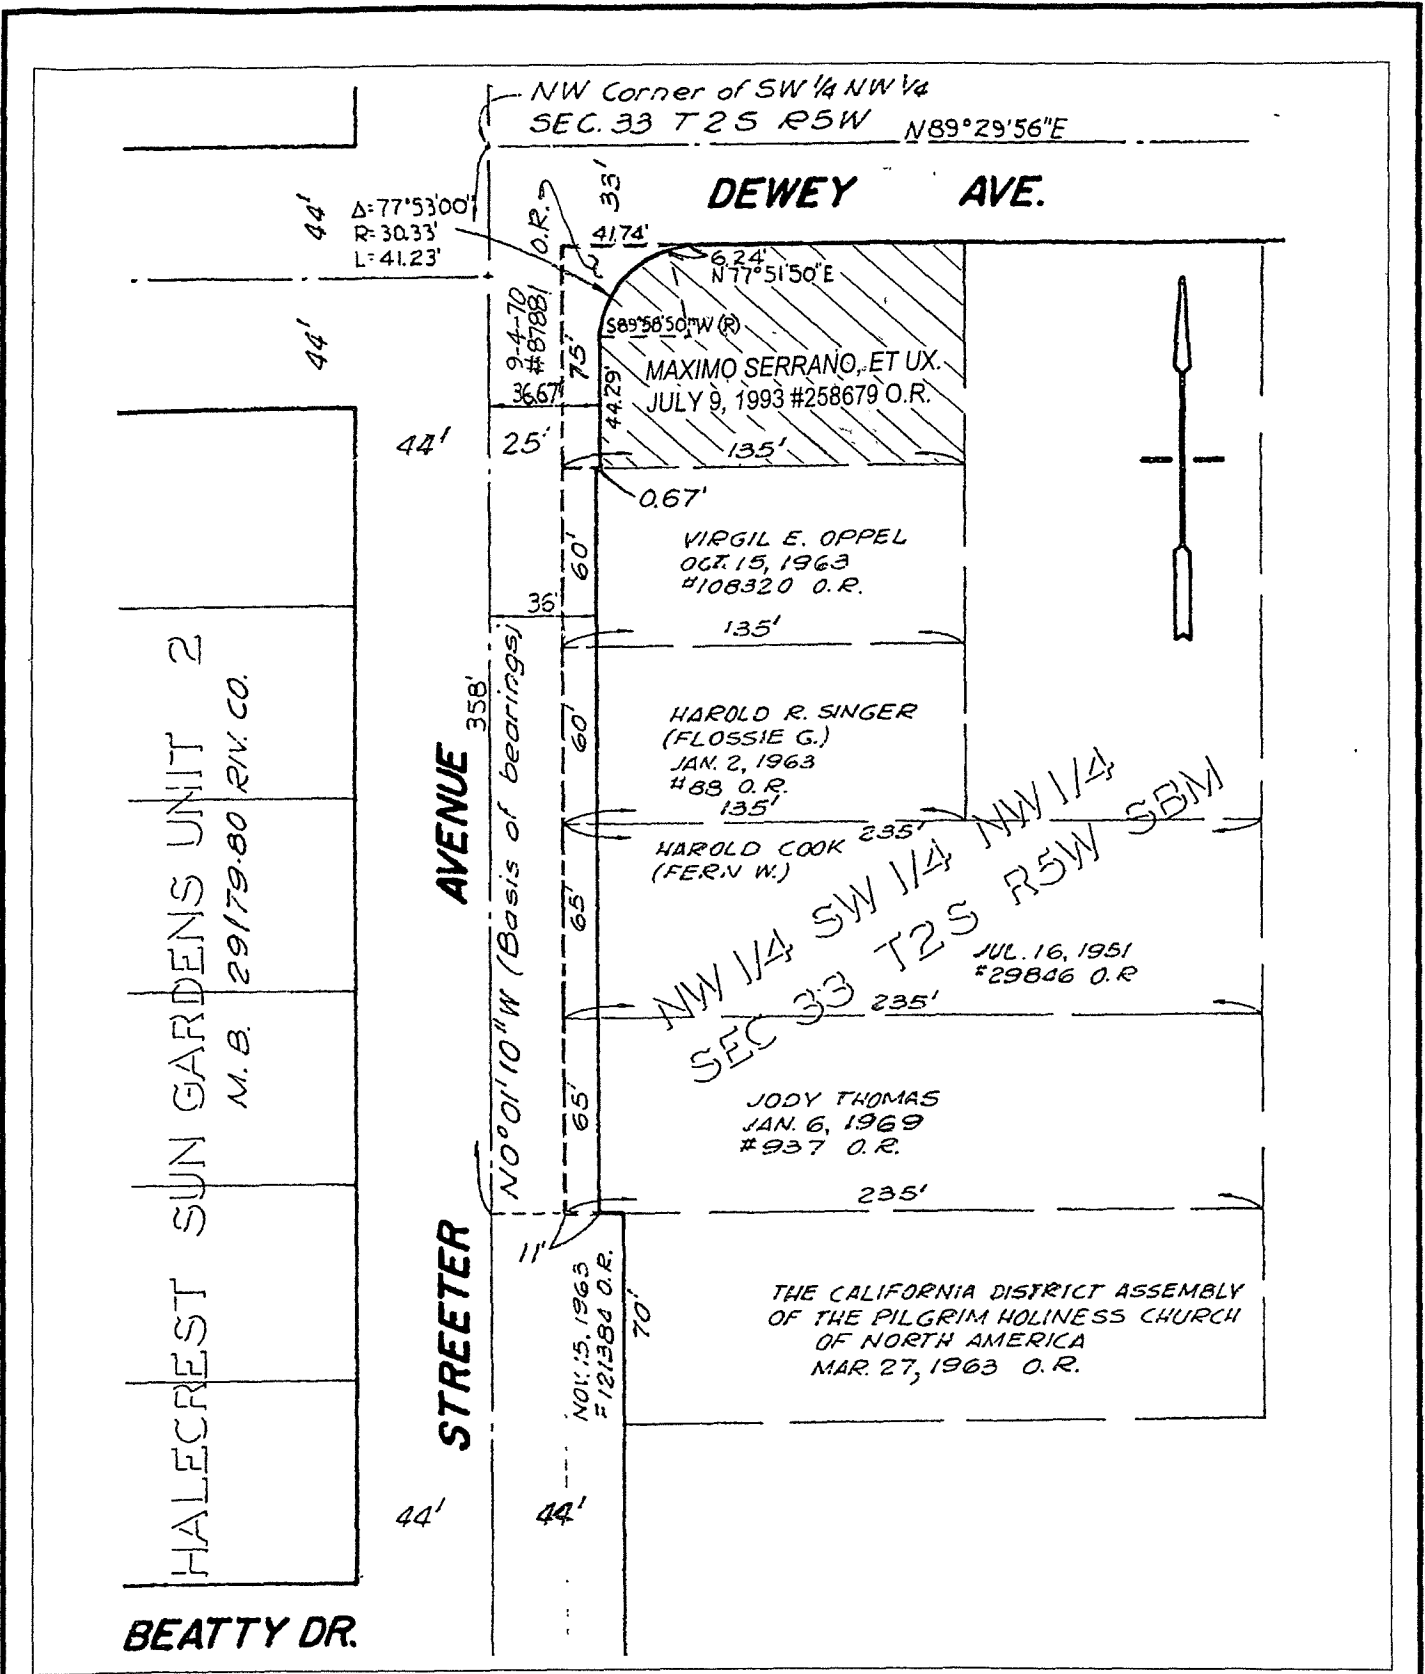 NW Corner of SW 1/4 NW 1/4
SEC. 33 T2S R5W N89°29'56"E
DEWEY AVE.
44'
Δ=77°53'00"
R=30.33'
L=41.23'
44'
9-4-70
#87881 O.R.
33'
41.74'
6.24'
N77°51'50"E
S89°58'50"W (R)
75'
44.29'
36.67'
MAXIMO SERRANO, ET UX.
JULY 9, 1993 #258679 O.R.
135'
44'
25'
0.67'
60'
VIRGIL E. OPPEL
OCT. 15, 1963
#108320 O.R.
36'
135'
358'
N0°01'10"W (Basis of bearings)
60'
HAROLD R. SINGER
(FLOSSIE G.)
JAN. 2, 1963
#88 O.R.
135'
235'
HAROLD COOK
(FERN W.)
65'
JUL. 16, 1951
#29846 O.R
235'
NW 1/4 SW 1/4 NW 1/4
SEC 33 T2S R5W SBM
65'
JODY THOMAS
JAN. 6, 1969
#937 O.R.
235'
11'
NOV. 15, 1963
#121384 O.R.
70'
THE CALIFORNIA DISTRICT ASSEMBLY
OF THE PILGRIM HOLINESS CHURCH
OF NORTH AMERICA
MAR. 27, 1963 O.R.
STREETER AVENUE
HALECREST SUN GARDENS UNIT 2
M.B. 29/79-80 RIV. CO.
44'
44'
BEATTY DR.